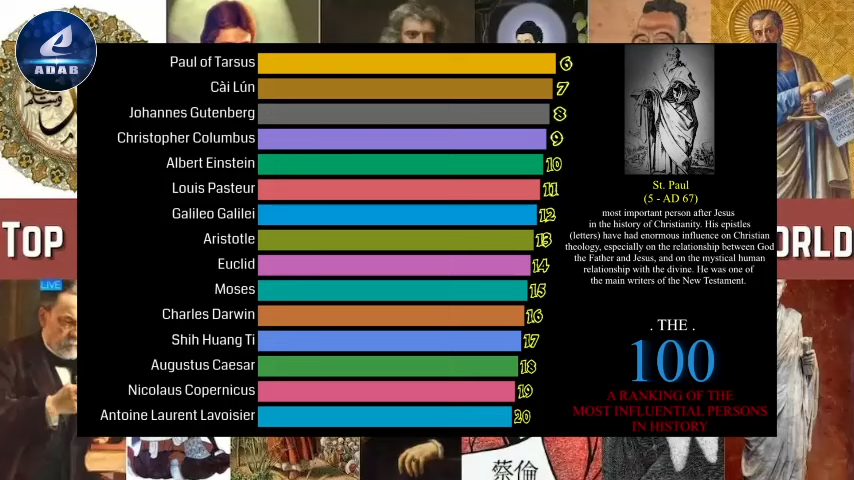 ADAB
TOP
ORLD
LIVE
Paul of Tarsus 6
Cài Lún 7
Johannes Gutenberg 8
Christopher Columbus 9
Albert Einstein 10
Louis Pasteur 11
Galileo Galilei 12
Aristotle 13
Euclid 14
Moses 15
Charles Darwin 16
Shih Huang Ti 17
Augustus Caesar 18
Nicolaus Copernicus 19
Antoine Laurent Lavoisier 20
St. Paul
(5 - AD 67)
most important person after Jesus
in the history of Christianity. His epistles
(letters) have had enormous influence on Christian
theology, especially on the relationship between God
the Father and Jesus, and on the mystical human
relationship with the divine. He was one of
the main writers of the New Testament.
. THE .
100
A RANKING OF THE
MOST INFLUENTIAL PERSONS
IN HISTORY
蔡倫